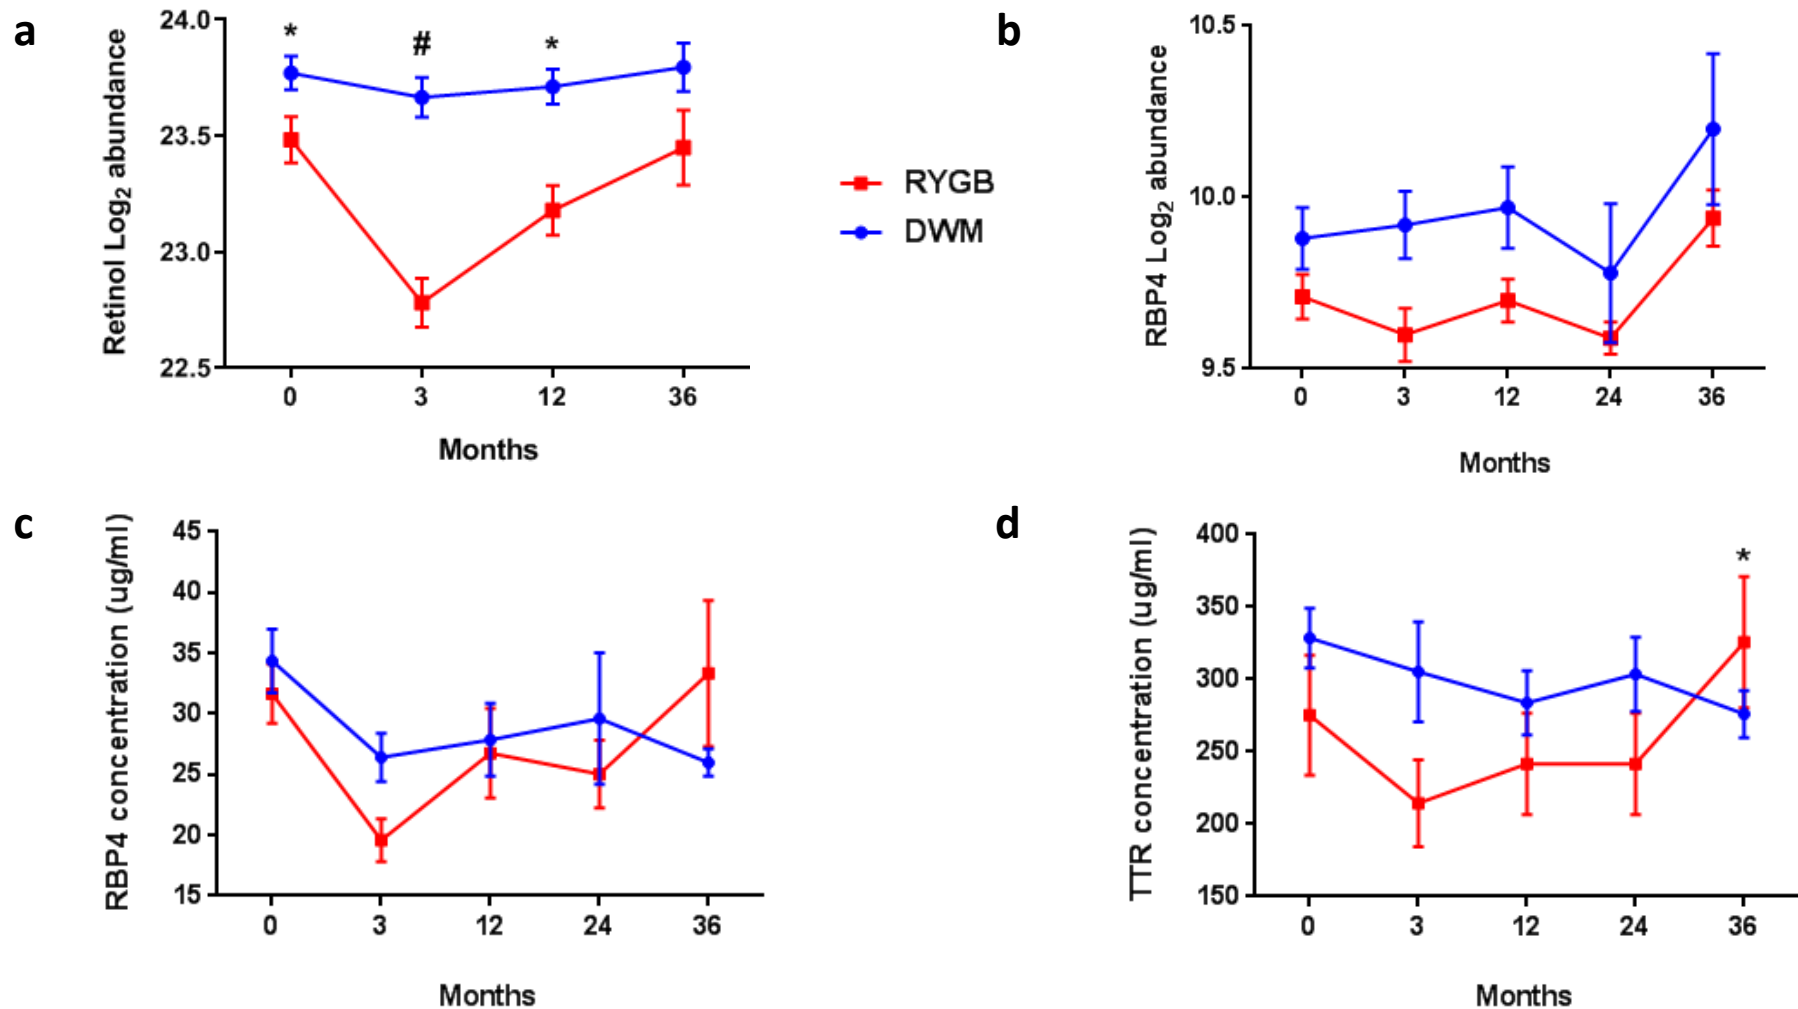 a
24.0
23.5
23.0
22.5
Retinol Log₂ abundance
* # *
0 3 12 36
Months
RYGB
DWM
b
10.5
10.0
9.5
RBP4 Log₂ abundance
0 3 12 24 36
Months
c
45
40
35
30
25
20
15
RBP4 concentration (ug/ml)
0 3 12 24 36
Months
d
400
350
300
250
200
150
TTR concentration (ug/ml)
*
0 3 12 24 36
Months